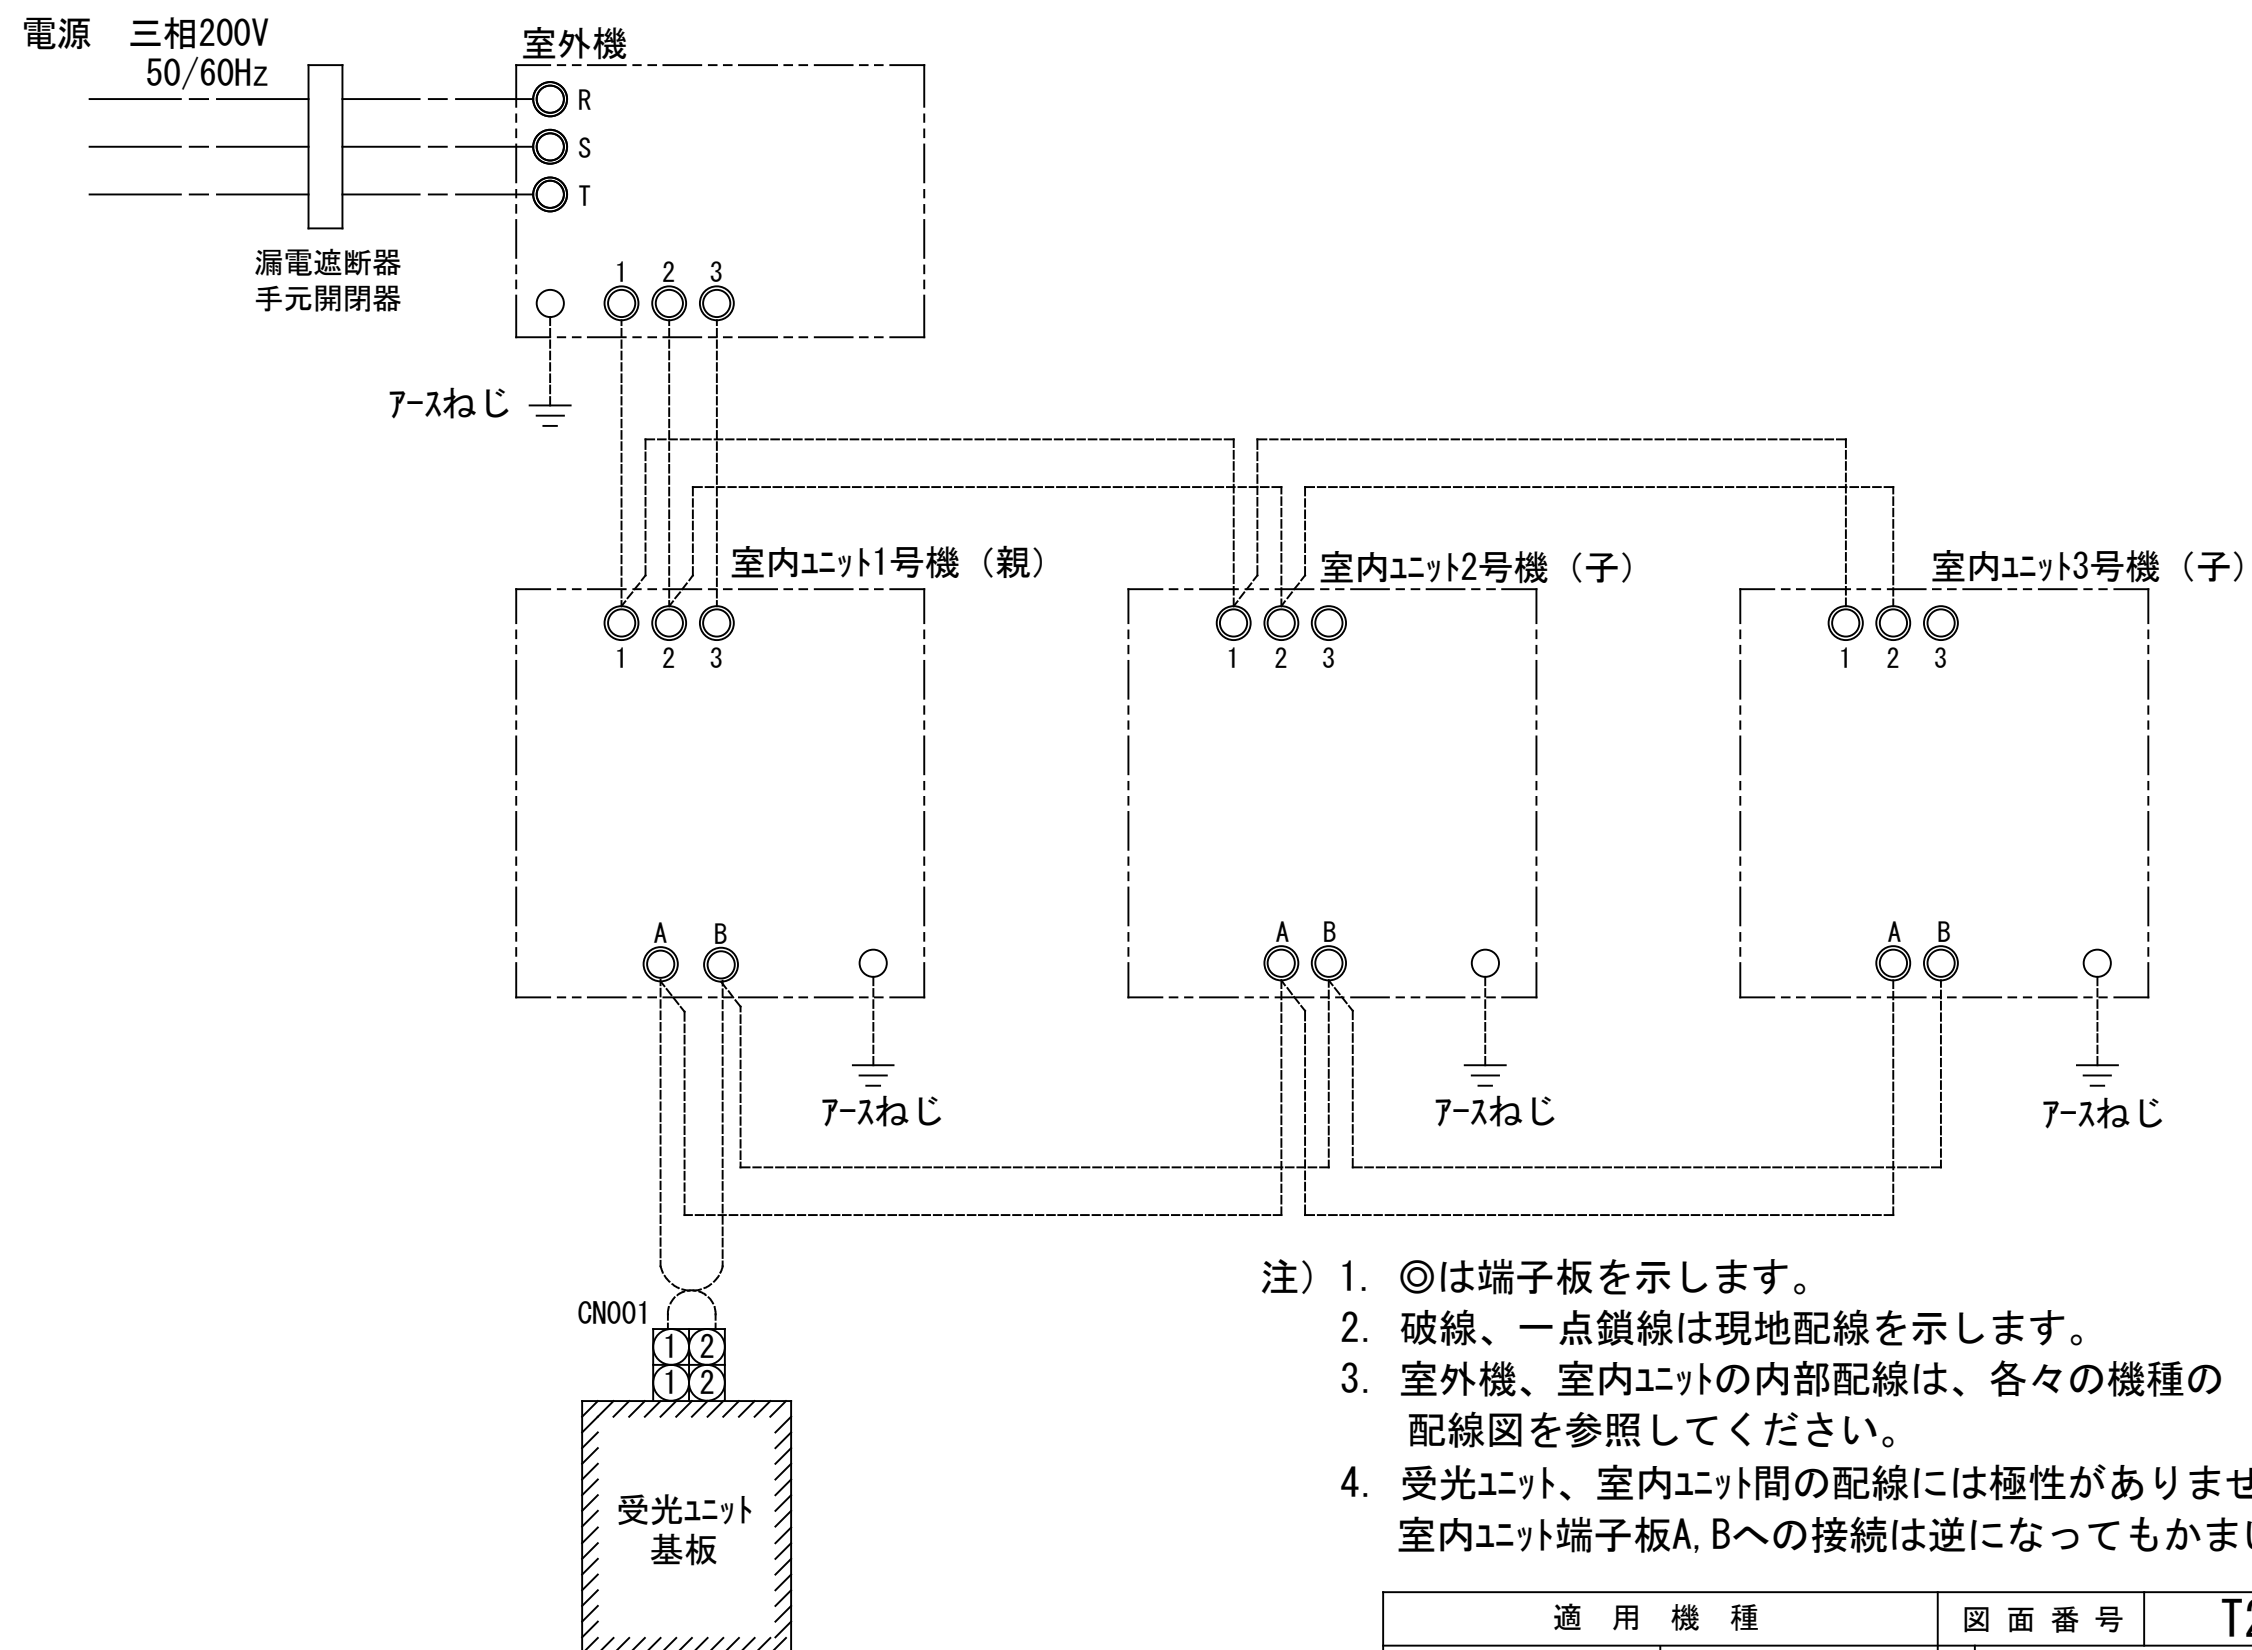 電源　三相200V
50/60Hz
室外機
R
S
T
漏電遮断器
手元開閉器
1 2 3
ｱｰｽねじ
室内ﾕﾆｯﾄ1号機（親）
室内ﾕﾆｯﾄ2号機（子）
室内ﾕﾆｯﾄ3号機（子）
1 2 3
1 2 3
1 2 3
A B
A B
A B
ｱｰｽねじ
ｱｰｽねじ
ｱｰｽねじ
CN001
1 2
1 2
受光ﾕﾆｯﾄ
基板
注）1. ◎は端子板を示します。
2. 破線、一点鎖線は現地配線を示します。
3. 室外機、室内ﾕﾆｯﾄの内部配線は、各々の機種の
配線図を参照してください。
4. 受光ﾕﾆｯﾄ、室内ﾕﾆｯﾄ間の配線には極性がありませ
室内ﾕﾆｯﾄ端子板A,Bへの接続は逆になってもかまい
適用機種
図面番号
T2